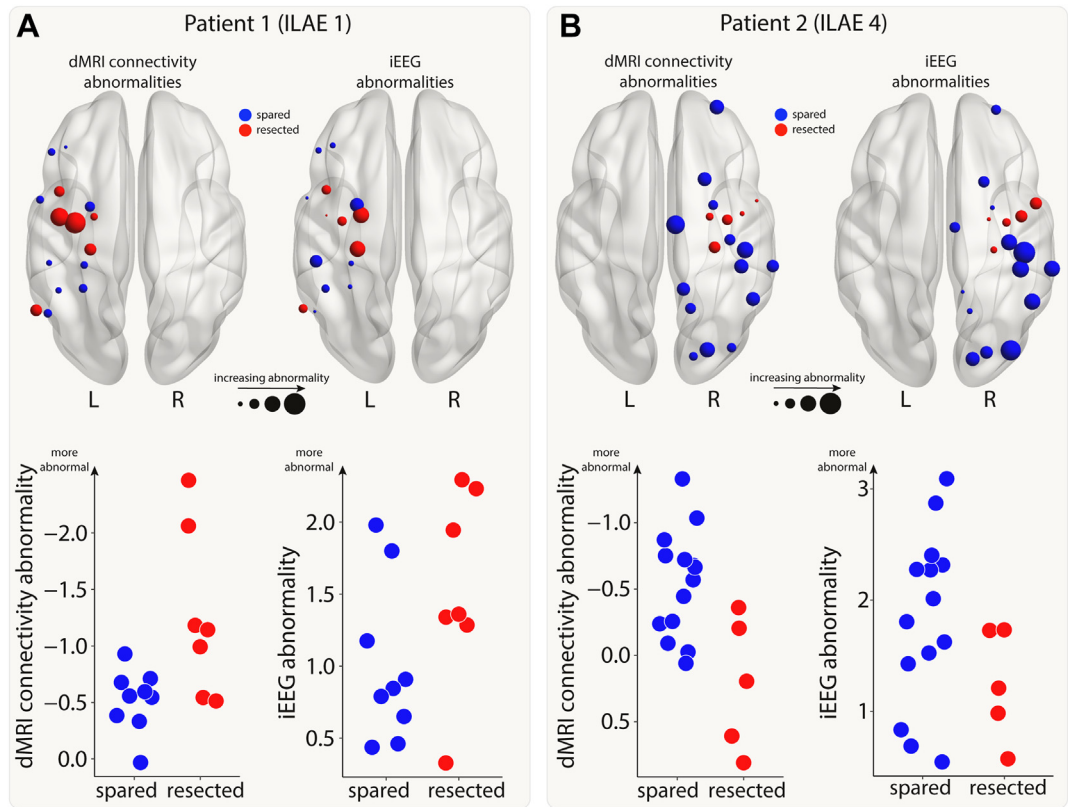 A
Patient 1 (ILAE 1)
dMRI connectivity
abnormalities
iEEG
abnormalities
spared
resected
increasing abnormality
L
R
L
R
more
abnormal
dMRI connectivity abnormality
−2.0
−1.5
−1.0
−0.5
0.0
spared
resected
more
abnormal
iEEG abnormality
2.0
1.5
1.0
0.5
spared
resected
B
Patient 2 (ILAE 4)
dMRI connectivity
abnormalities
iEEG
abnormalities
spared
resected
increasing abnormality
L
R
L
R
more
abnormal
dMRI connectivity abnormality
−1.0
−0.5
0.0
0.5
spared
resected
more
abnormal
iEEG abnormality
3
2
1
spared
resected